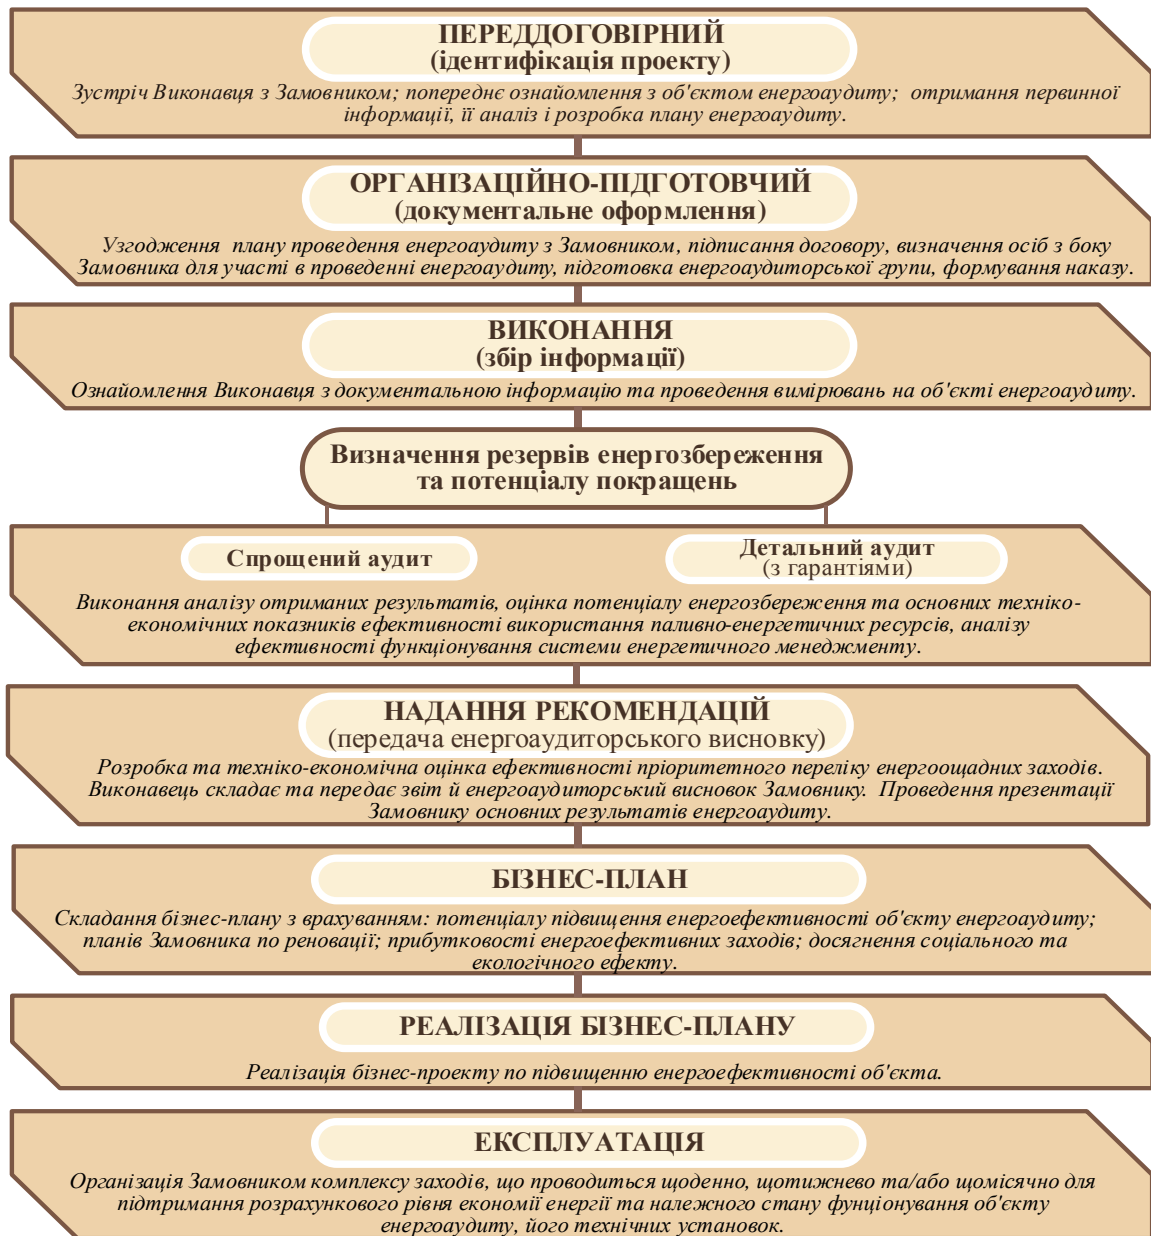 ПЕРЕДДОГОВІРНИЙ
(ідентифікація проекту)
Зустріч Виконавця з Замовником; попереднє ознайомлення з об'єктом енергоаудиту; отримання первинної
інформації, її аналіз і розробка плану енергоаудиту.
ОРГАНІЗАЦІЙНО-ПІДГОТОВЧИЙ
(документальне оформлення)
Узгодження плану проведення енергоаудиту з Замовником, підписання договору, визначення осіб з боку
Замовника для участі в проведенні енергоаудиту, підготовка енергоаудиторської групи, формування наказу.
ВИКОНАННЯ
(збір інформації)
Ознайомлення Виконавця з документальною інформацію та проведення вимірювань на об'єкті енергоаудиту.
Визначення резервів енергозбереження
та потенціалу покращень
Спрощений аудит
Детальний аудит
(з гарантіями)
Виконання аналізу отриманих результатів, оцінка потенціалу енергозбереження та основних техніко-
економічних показників ефективності використання паливно-енергетичних ресурсів, аналізу
ефективності функціонування системи енергетичного менеджменту.
НАДАННЯ РЕКОМЕНДАЦІЙ
(передача енергоаудиторського висновку)
Розробка та техніко-економічна оцінка ефективності пріоритетного переліку енергоощадних заходів.
Виконавець складає та передає звіт й енергоаудиторський висновок Замовнику. Проведення презентації
Замовнику основних результатів енергоаудиту.
БІЗНЕС-ПЛАН
Складання бізнес-плану з врахуванням: потенціалу підвищення енергоефективності об'єкту енергоаудиту;
планів Замовника по реновації; прибутковості енергоефективних заходів; досягнення соціального та
екологічного ефекту.
РЕАЛІЗАЦІЯ БІЗНЕС-ПЛАНУ
Реалізація бізнес-проекту по підвищенню енергоефективності об'єкта.
ЕКСПЛУАТАЦІЯ
Організація Замовником комплексу заходів, що проводиться щоденно, щотижнево та/або щомісячно для
підтримання розрахункового рівня економії енергії та належного стану фунціонування об'єкту
енергоаудиту, його технічних установок.